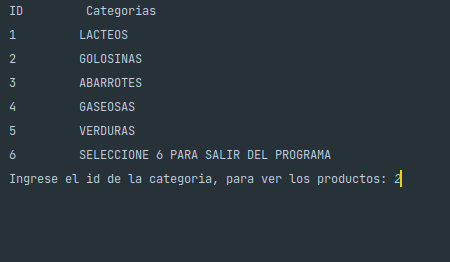 ID Categorias
1 LACTEOS
2 GOLOSINAS
3 ABARROTES
4 GASEOSAS
5 VERDURAS
6 SELECCIONE 6 PARA SALIR DEL PROGRAMA
Ingrese el id de la categoria, para ver los productos: 2